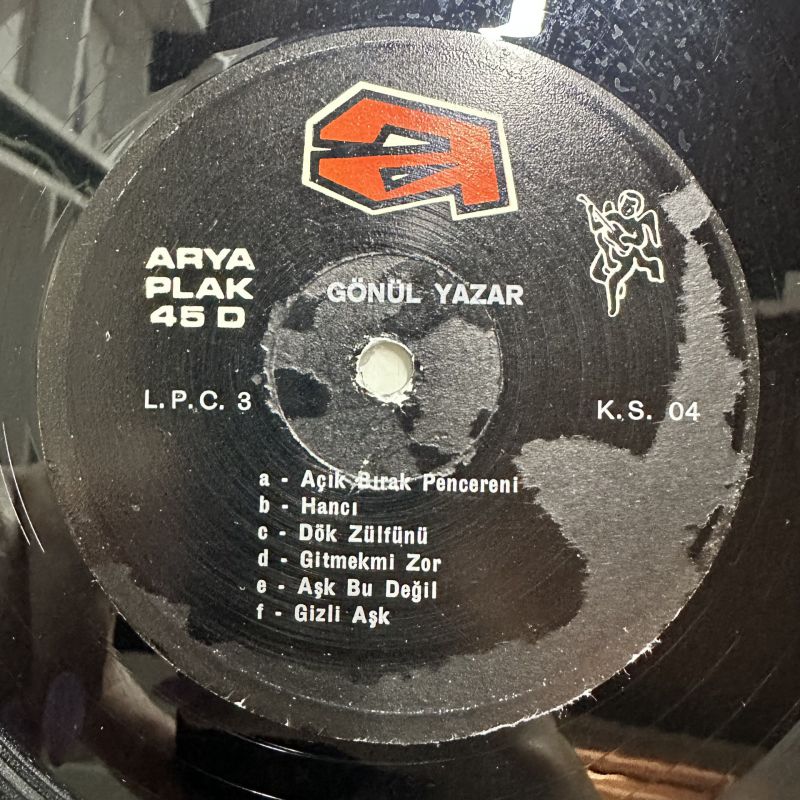 ARYA
PLAK
45 D
GÖNÜL YAZAR
L.P.C. 3
K.S. 04
a - Açık Bırak Pencereni
b - Hancı
c - Dök Zülfünü
d - Gitmekmi Zor
e - Aşk Bu Değil
f - Gizli Aşk